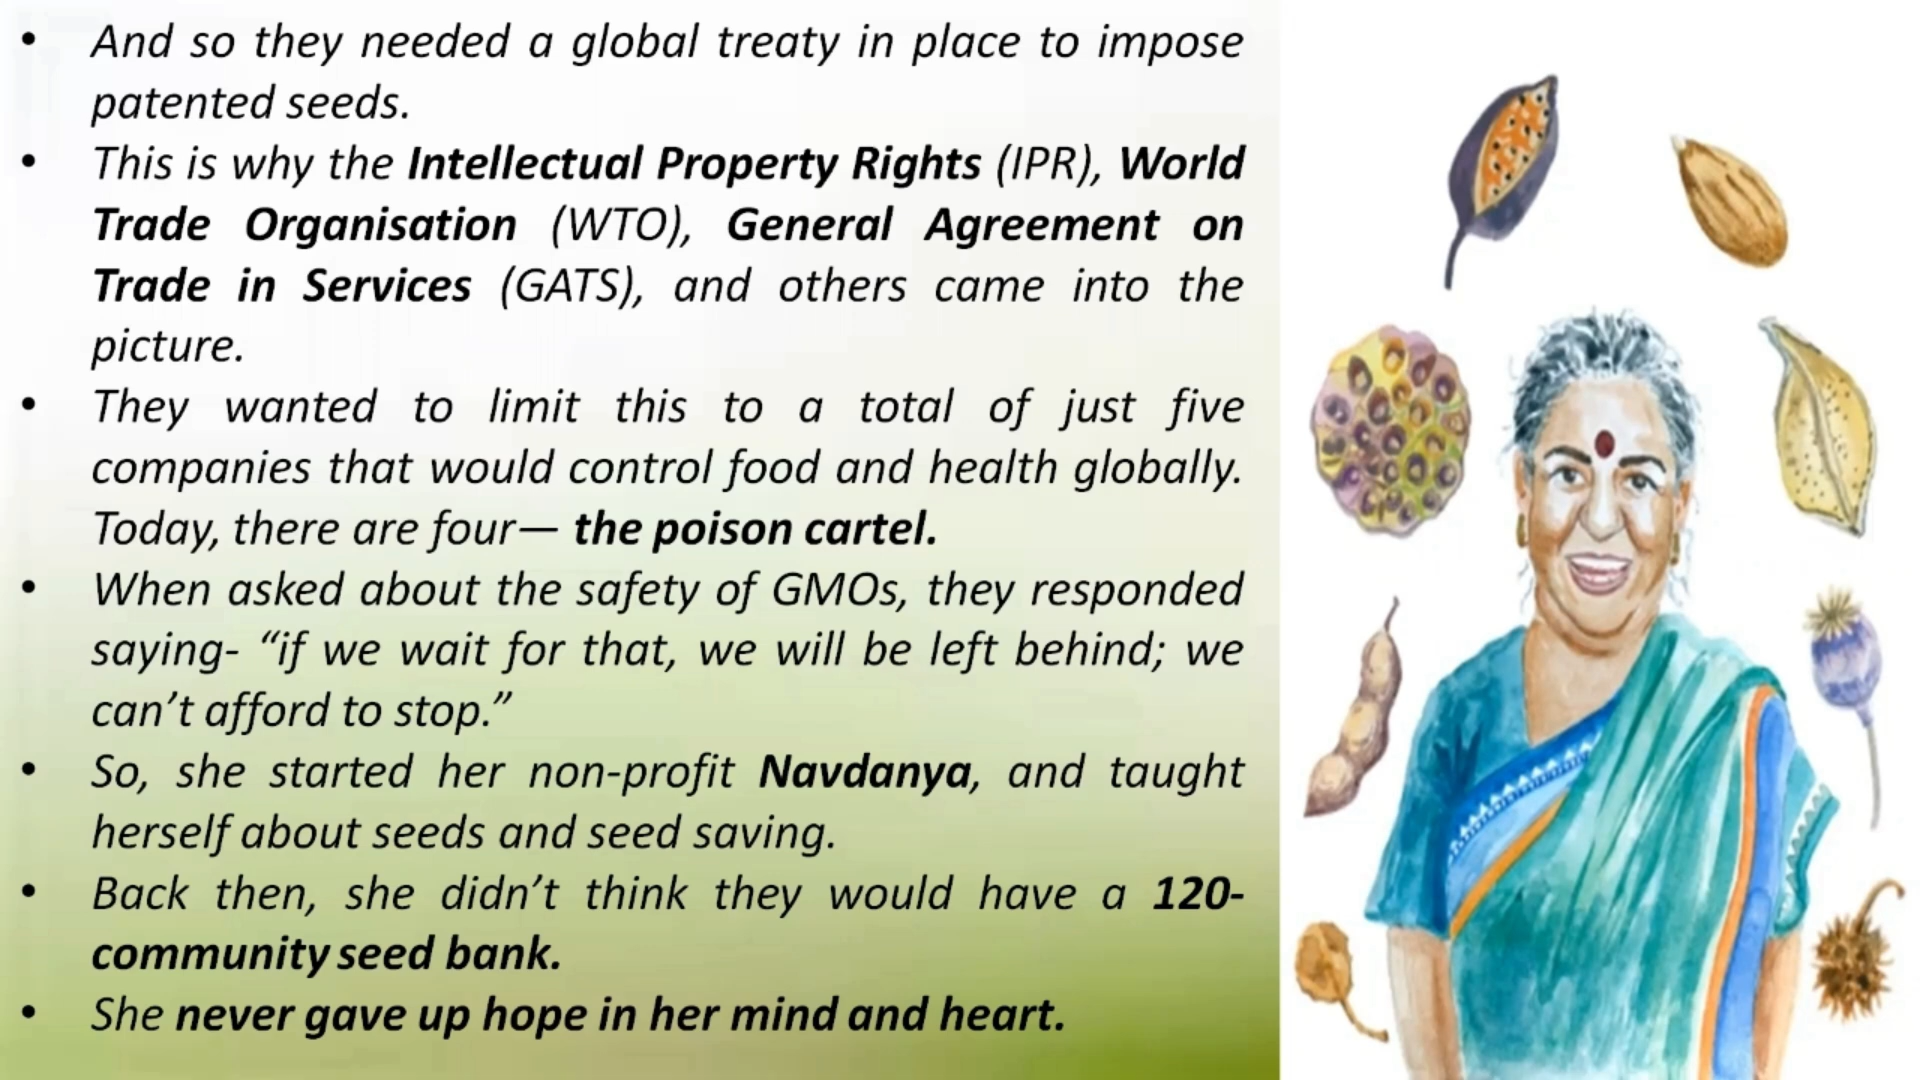 • And so they needed a global treaty in place to impose
patented seeds.
• This is why the Intellectual Property Rights (IPR), World
Trade Organisation (WTO), General Agreement on
Trade in Services (GATS), and others came into the
picture.
• They wanted to limit this to a total of just five
companies that would control food and health globally.
Today, there are four— the poison cartel.
• When asked about the safety of GMOs, they responded
saying- “if we wait for that, we will be left behind; we
can’t afford to stop.”
• So, she started her non-profit Navdanya, and taught
herself about seeds and seed saving.
• Back then, she didn’t think they would have a 120-
community seed bank.
• She never gave up hope in her mind and heart.